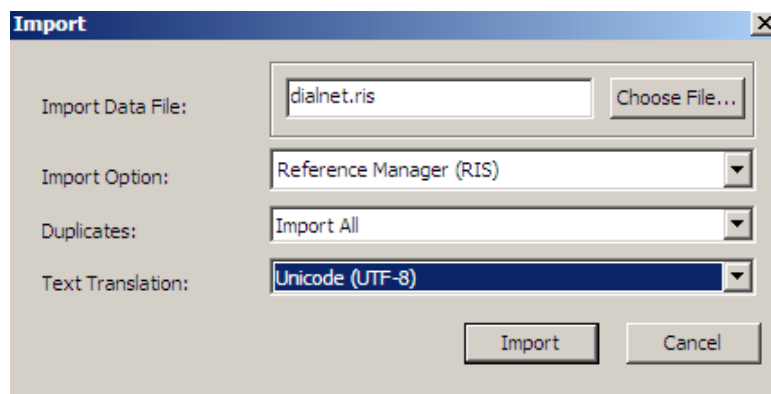 Import
Import Data File: dialnet.ris Choose File...
Import Option: Reference Manager (RIS)
Duplicates: Import All
Text Translation: Unicode (UTF-8)
Import Cancel